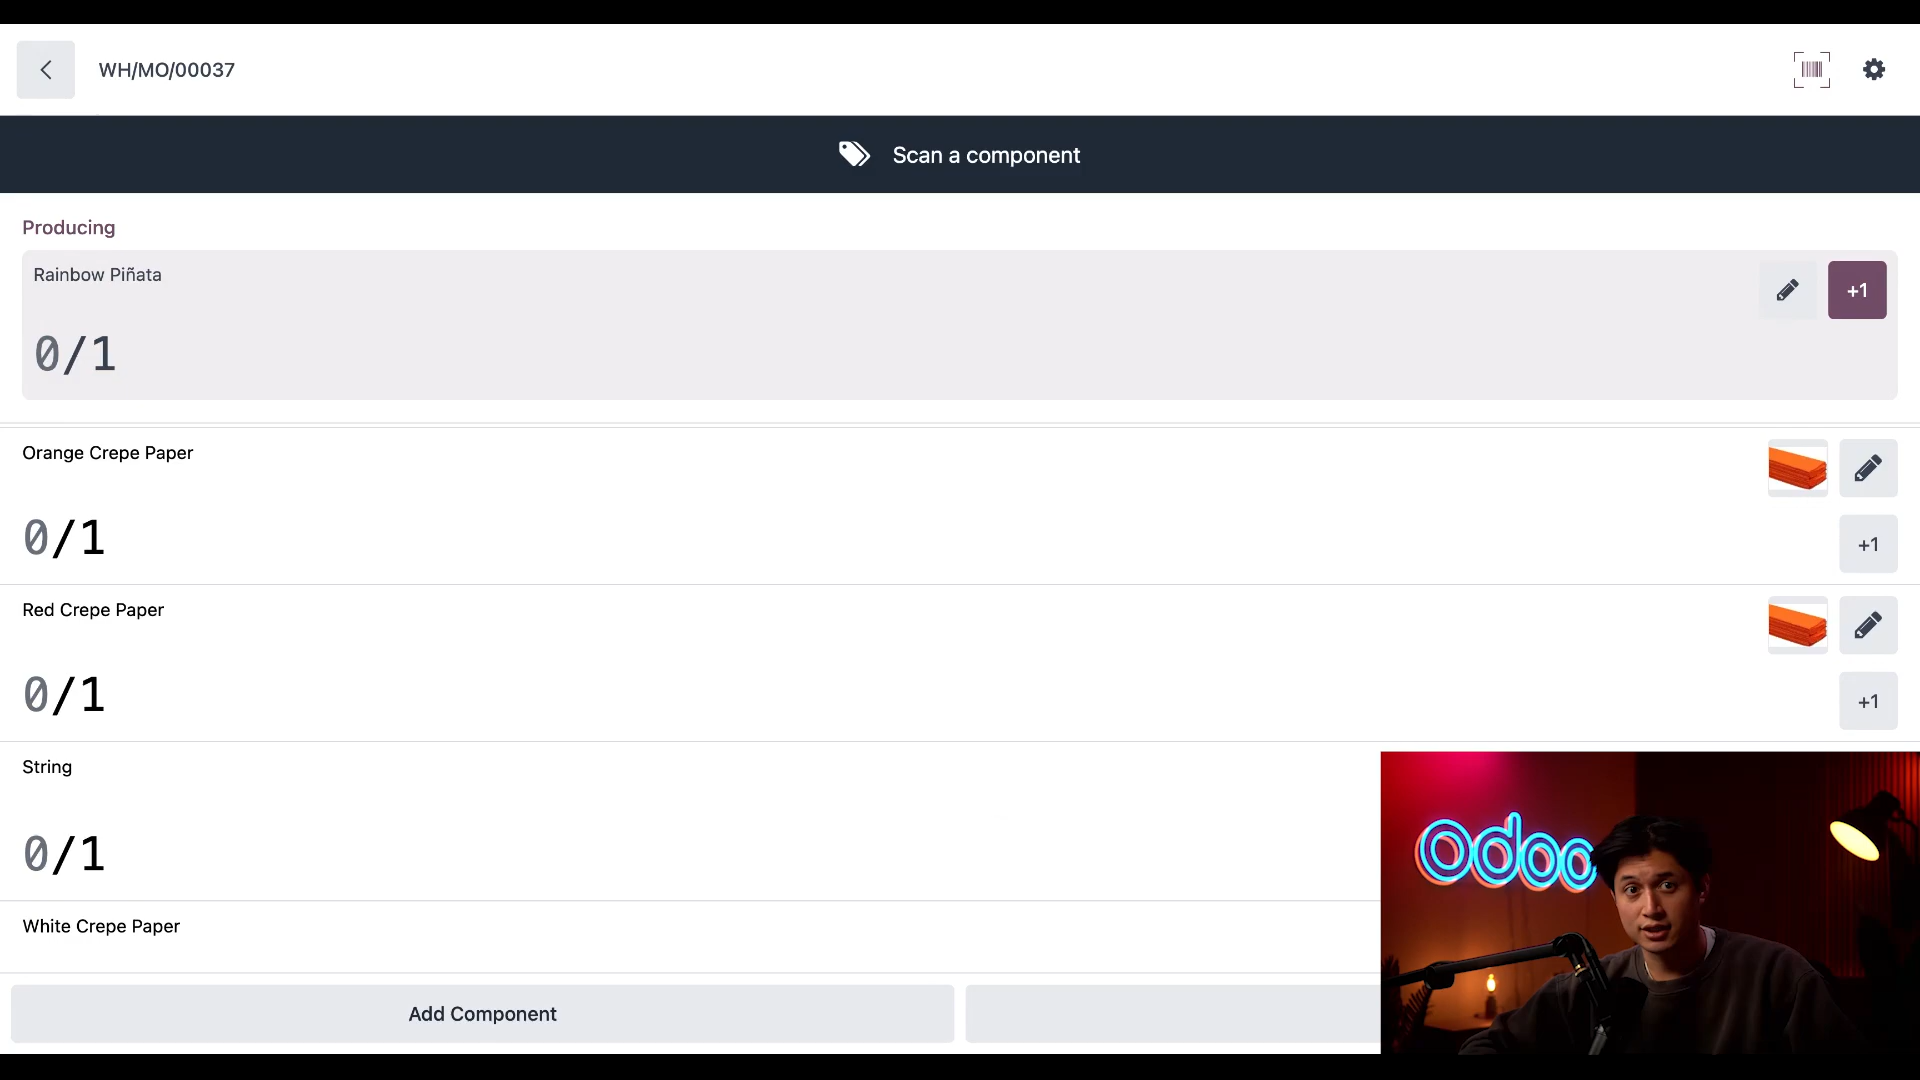 WH/MO/00037
Scan a component
Producing
Rainbow Piñata
+1
0/1
Orange Crepe Paper
0/1
+1
Red Crepe Paper
0/1
+1
String
0/1
White Crepe Paper
Add Component
odoo